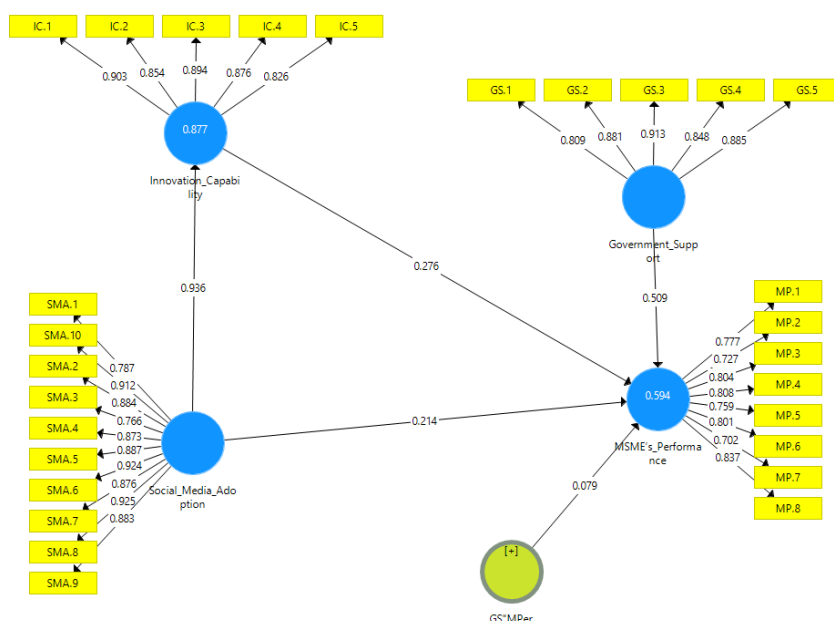 IC.1 IC.2 IC.3 IC.4 IC.5
0.903 0.854 0.894 0.876 0.826
0.877
Innovation_Capabi
lity
GS.1 GS.2 GS.3 GS.4 GS.5
0.809 0.881 0.913 0.848 0.885
Government_Supp
ort
0.276
0.509
0.936
SMA.1
SMA.10
SMA.2
SMA.3
SMA.4
SMA.5
SMA.6
SMA.7
SMA.8
SMA.9
0.787
0.912
0.884
0.766
0.873
0.887
0.924
0.876
0.925
0.883
Social_Media_Ado
ption
0.214
0.594
MSME's_Performa
nce
0.777
0.727
0.804
0.808
0.759
0.801
0.702
0.837
MP.1
MP.2
MP.3
MP.4
MP.5
MP.6
MP.7
MP.8
0.079
[+]
GS*MPer